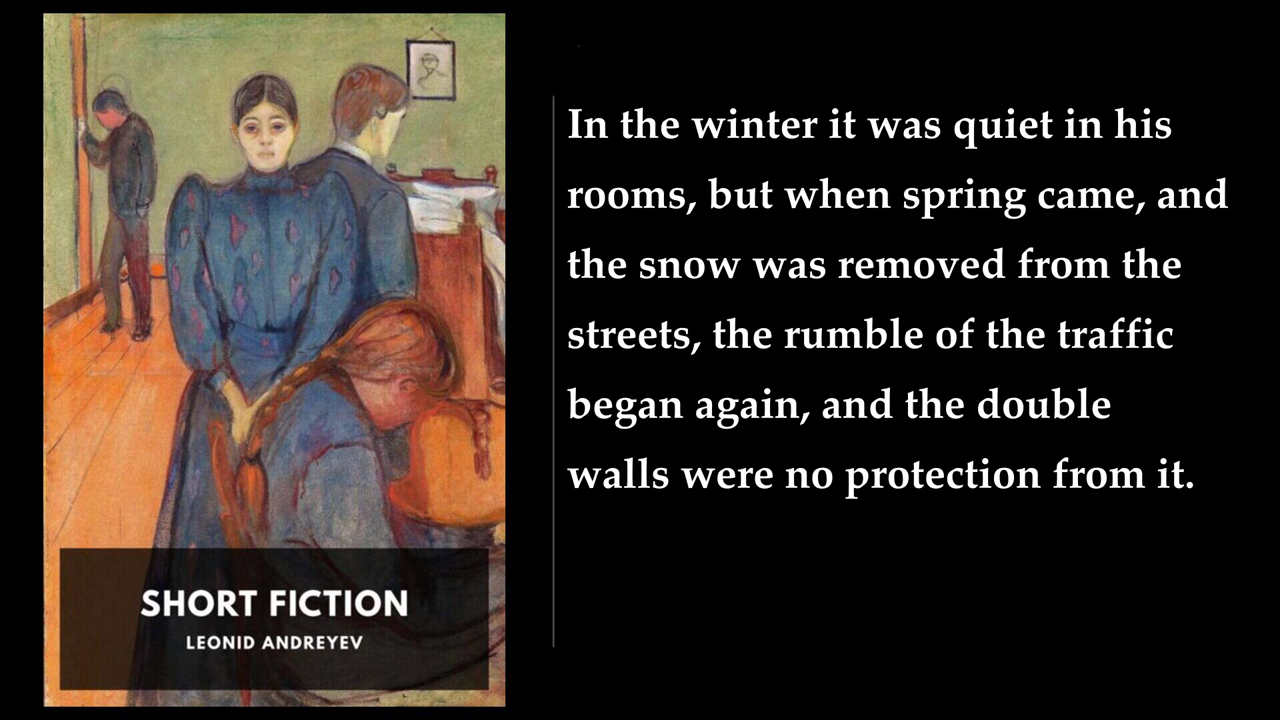 In the winter it was quiet in his
rooms, but when spring came, and
the snow was removed from the
streets, the rumble of the traffic
began again, and the double
walls were no protection from it.
SHORT FICTION
LEONID ANDREYEV